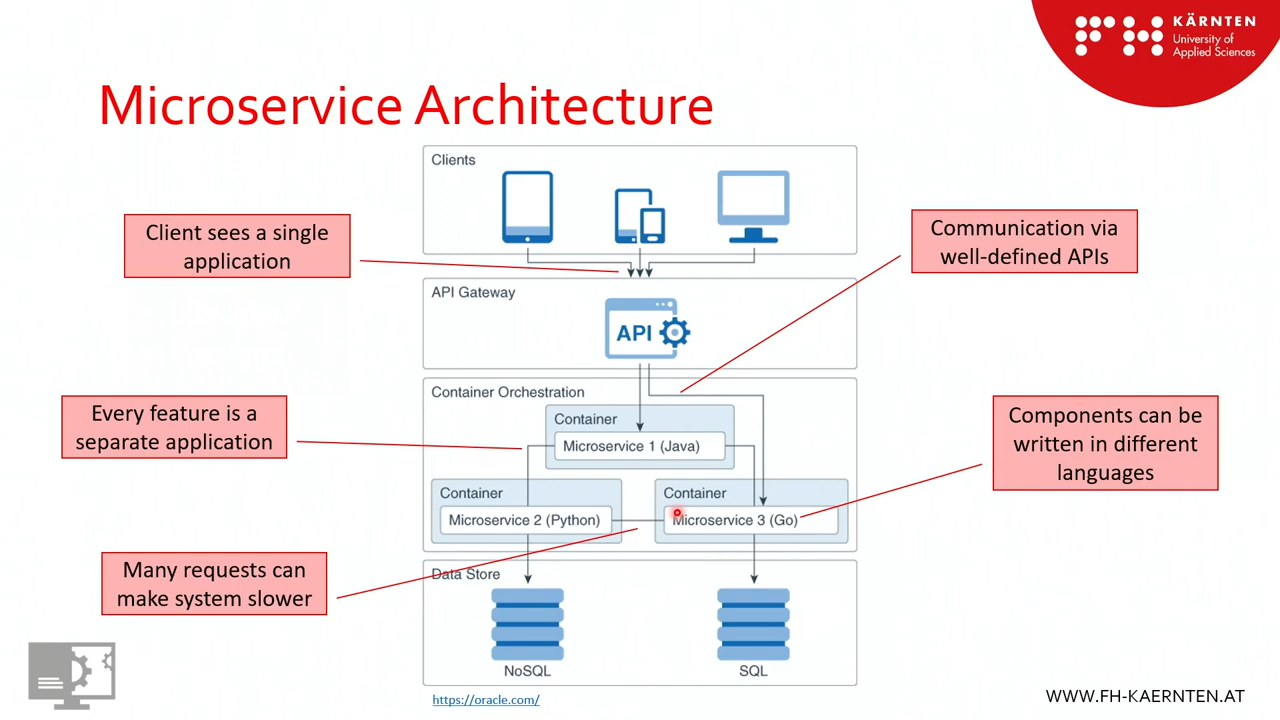 KÄRNTEN
University of
Applied Sciences
Microservice Architecture
Clients
Client sees a single
application
Communication via
well-defined APIs
API Gateway
API
Container Orchestration
Container
Microservice 1 (Java)
Every feature is a
separate application
Components can be
written in different
languages
Container
Microservice 2 (Python)
Container
Microservice 3 (Go)
Many requests can
make system slower
Data Store
NoSQL
SQL
https://oracle.com/
WWW.FH-KAERNTEN.AT